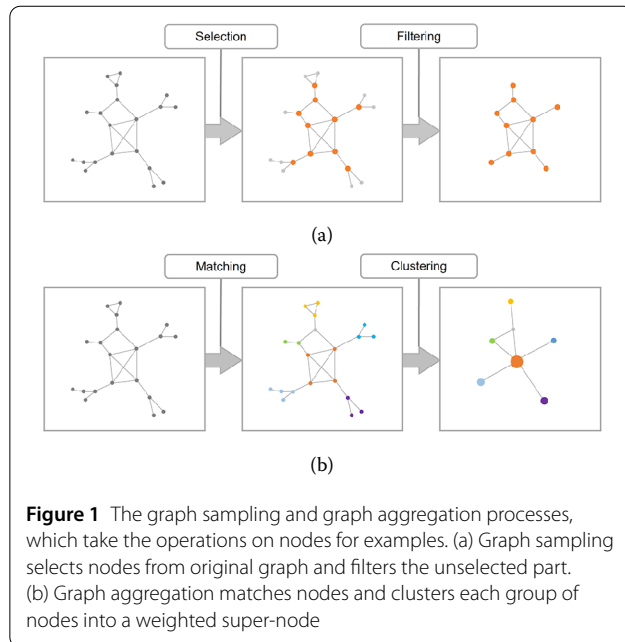 Selection
Filtering
(a)
Matching
Clustering
(b)
Figure 1 The graph sampling and graph aggregation processes,
which take the operations on nodes for examples. (a) Graph sampling
selects nodes from original graph and filters the unselected part.
(b) Graph aggregation matches nodes and clusters each group of
nodes into a weighted super-node